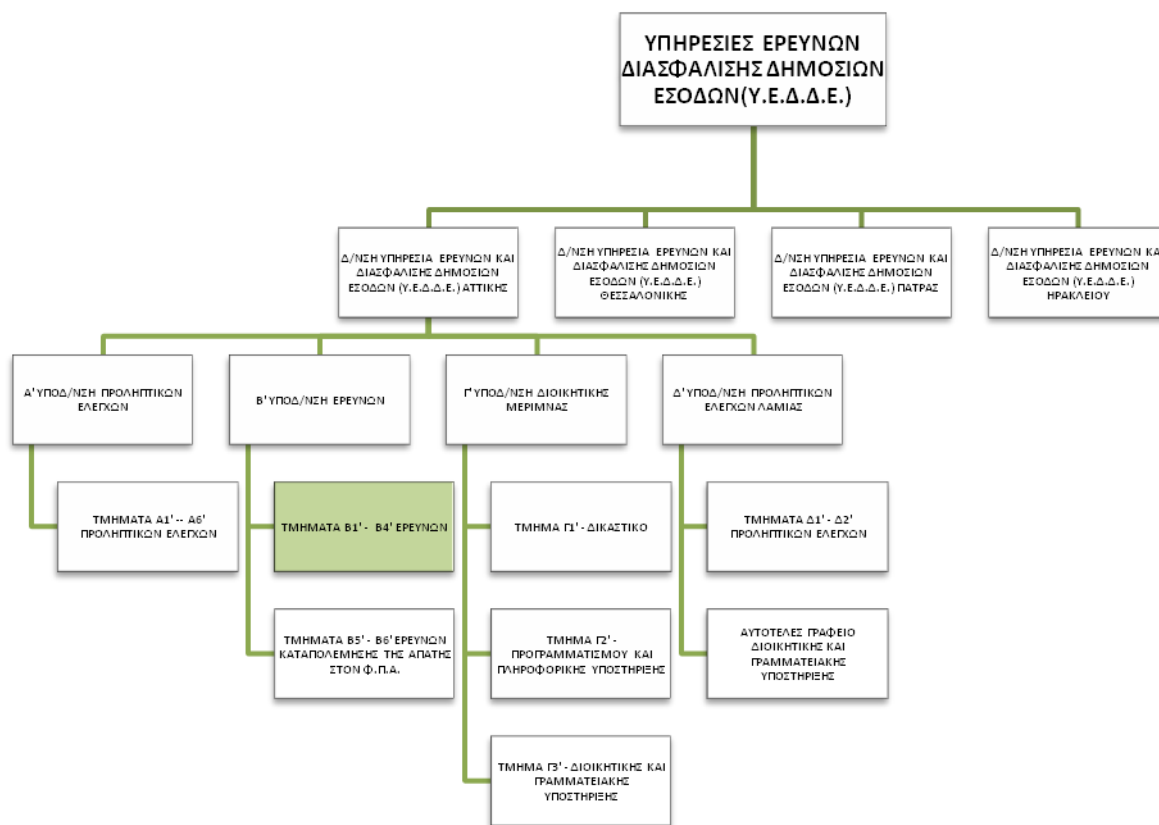 ΥΠΗΡΕΣΙΕΣ ΕΡΕΥΝΩΝ
ΔΙΑΣΦΑΛΙΣΗΣ ΔΗΜΟΣΙΩΝ
ΕΣΟΔΩΝ(Υ.Ε.Δ.Δ.Ε.)
Δ/ΝΣΗ ΥΠΗΡΕΣΙΑ ΕΡΕΥΝΩΝ ΚΑΙ
ΔΙΑΣΦΑΛΙΣΗΣ ΔΗΜΟΣΙΩΝ
ΕΣΟΔΩΝ (Υ.Ε.Δ.Δ.Ε.) ΑΤΤΙΚΗΣ
Δ/ΝΣΗ ΥΠΗΡΕΣΙΑ ΕΡΕΥΝΩΝ ΚΑΙ
ΔΙΑΣΦΑΛΙΣΗΣ ΔΗΜΟΣΙΩΝ
ΕΣΟΔΩΝ (Υ.Ε.Δ.Δ.Ε.)
ΘΕΣΣΑΛΟΝΙΚΗΣ
Δ/ΝΣΗ ΥΠΗΡΕΣΙΑ ΕΡΕΥΝΩΝ ΚΑΙ
ΔΙΑΣΦΑΛΙΣΗΣ ΔΗΜΟΣΙΩΝ
ΕΣΟΔΩΝ (Υ.Ε.Δ.Δ.Ε.) ΠΑΤΡΑΣ
Δ/ΝΣΗ ΥΠΗΡΕΣΙΑ ΕΡΕΥΝΩΝ ΚΑΙ
ΔΙΑΣΦΑΛΙΣΗΣ ΔΗΜΟΣΙΩΝ
ΕΣΟΔΩΝ (Υ.Ε.Δ.Δ.Ε.)
ΗΡΑΚΛΕΙΟΥ
Α' ΥΠΟΔ/ΝΣΗ ΠΡΟΛΗΠΤΙΚΩΝ
ΕΛΕΓΧΩΝ
Β' ΥΠΟΔ/ΝΣΗ ΕΡΕΥΝΩΝ
Γ' ΥΠΟΔ/ΝΣΗ ΔΙΟΙΚΗΤΙΚΗΣ
ΜΕΡΙΜΝΑΣ
Δ' ΥΠΟΔ/ΝΣΗ ΠΡΟΛΗΠΤΙΚΩΝ
ΕΛΕΓΧΩΝ ΛΑΜΙΑΣ
ΤΜΗΜΑΤΑ Α1' -- Α6'
ΠΡΟΛΗΠΤΙΚΩΝ ΕΛΕΓΧΩΝ
ΤΜΗΜΑΤΑ Β1' - Β4' ΕΡΕΥΝΩΝ
ΤΜΗΜΑ Γ1' - ΔΙΚΑΣΤΙΚΟ
ΤΜΗΜΑΤΑ Δ1' - Δ2'
ΠΡΟΛΗΠΤΙΚΩΝ ΕΛΕΓΧΩΝ
ΤΜΗΜΑΤΑ Β5' - Β6' ΕΡΕΥΝΩΝ
ΚΑΤΑΠΟΛΕΜΗΣΗΣ ΤΗΣ ΑΠΑΤΗΣ
ΣΤΟΝ Φ.Π.Α.
ΤΜΗΜΑ Γ2' -
ΠΡΟΓΡΑΜΜΑΤΙΣΜΟΥ ΚΑΙ
ΠΛΗΡΟΦΟΡΙΚΗΣ ΥΠΟΣΤΗΡΙΞΗΣ
ΑΥΤΟΤΕΛΕΣ ΓΡΑΦΕΙΟ
ΔΙΟΙΚΗΤΙΚΗΣ ΚΑΙ
ΓΡΑΜΜΑΤΕΙΑΚΗΣ
ΥΠΟΣΤΗΡΙΞΗΣ
ΤΜΗΜΑ Γ3' - ΔΙΟΙΚΗΤΙΚΗΣ ΚΑΙ
ΓΡΑΜΜΑΤΕΙΑΚΗΣ
ΥΠΟΣΤΗΡΙΞΗΣ